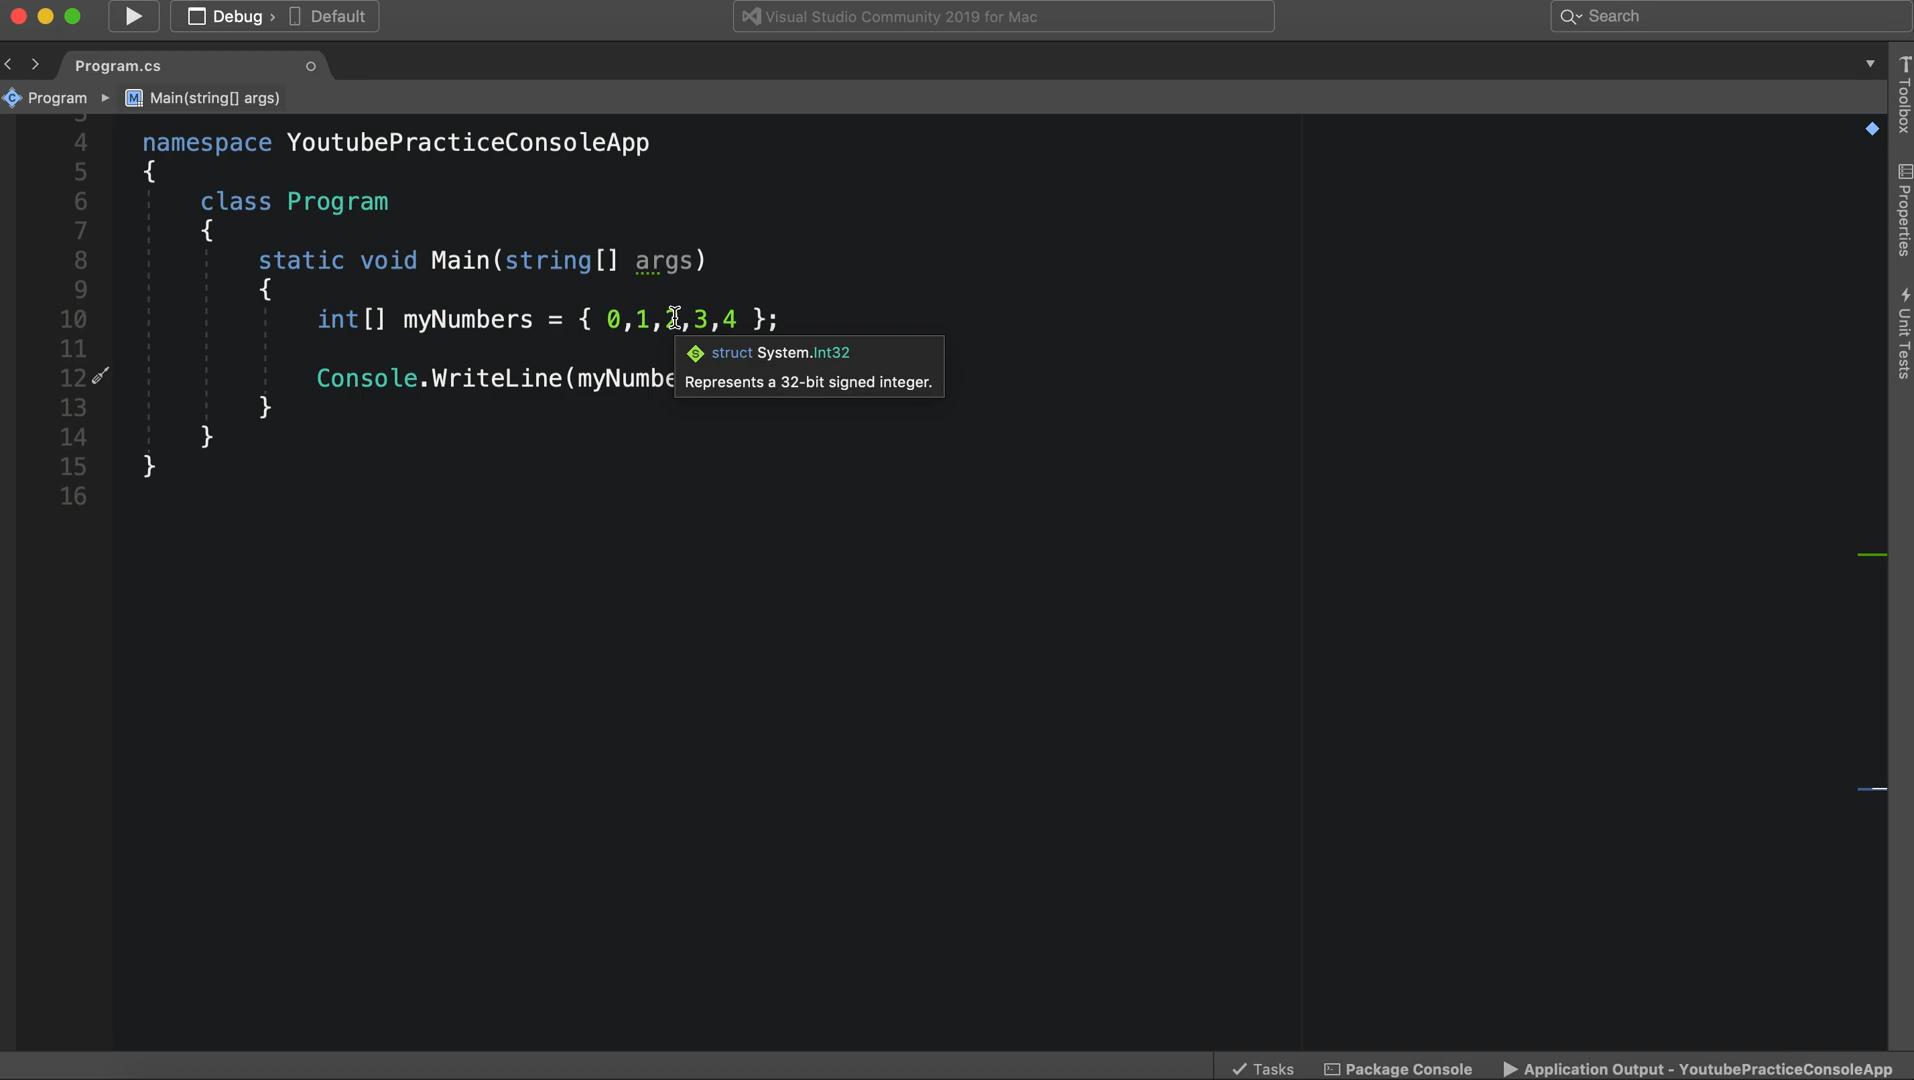 Debug › Default
Visual Studio Community 2019 for Mac
Search
Program.cs
Program ▸ M Main(string[] args)
4 namespace YoutubePracticeConsoleApp
5 {
6 class Program
7 {
8 static void Main(string[] args)
9 {
10 int[] myNumbers = { 0,1,2,3,4 };
11
struct System.Int32
12 Console.WriteLine(myNumbe
Represents a 32-bit signed integer.
13 }
14 }
15 }
16
Toolbox
Properties
Unit Tests
Tasks
Package Console
Application Output - YoutubePracticeConsoleApp